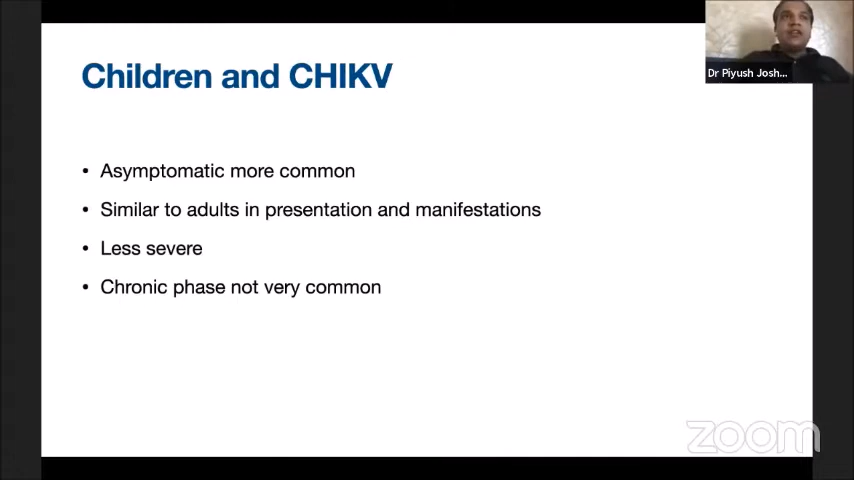 Children and CHIKV
Dr Piyush Josh...
• Asymptomatic more common
• Similar to adults in presentation and manifestations
• Less severe
• Chronic phase not very common
zoom